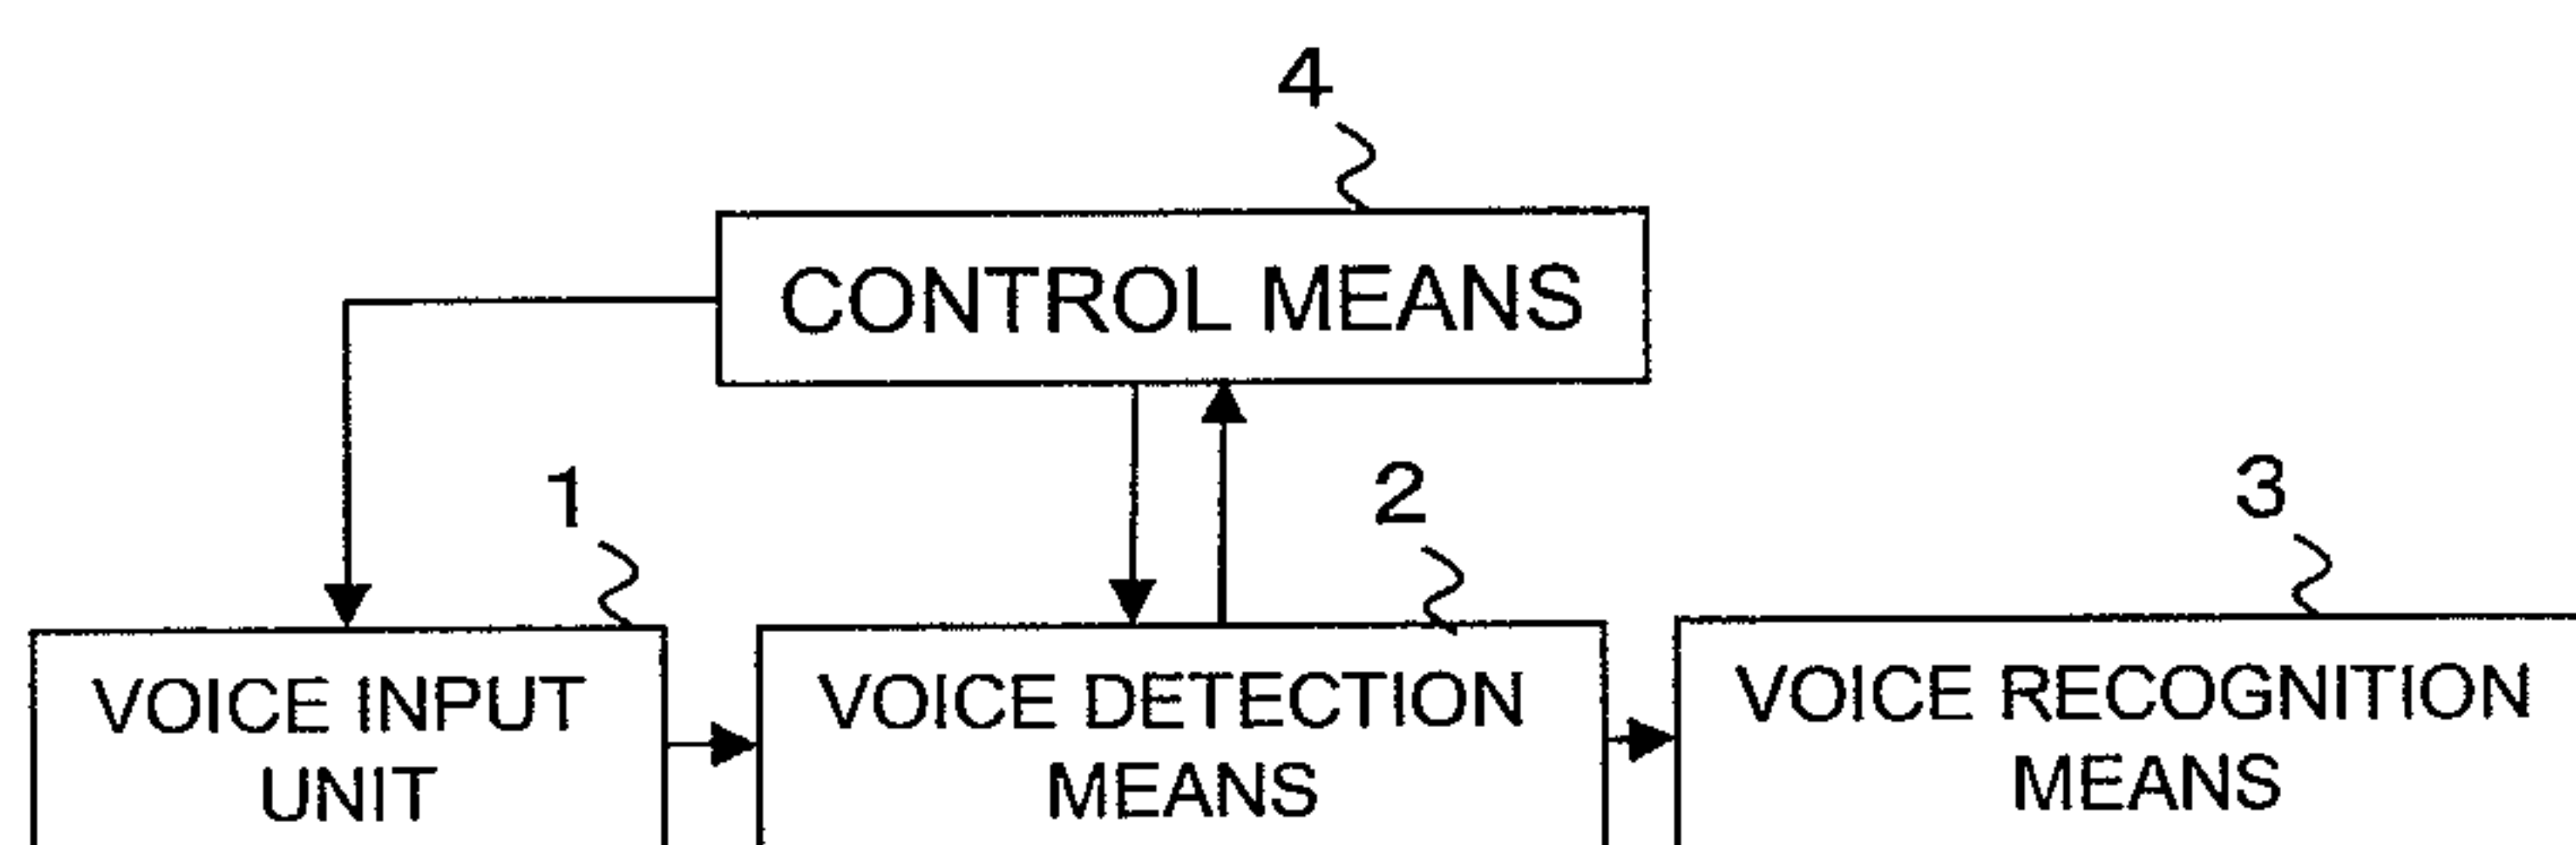 4
CONTROL MEANS
1
2
3
VOICE INPUT
UNIT
VOICE DETECTION
MEANS
VOICE RECOGNITION
MEANS